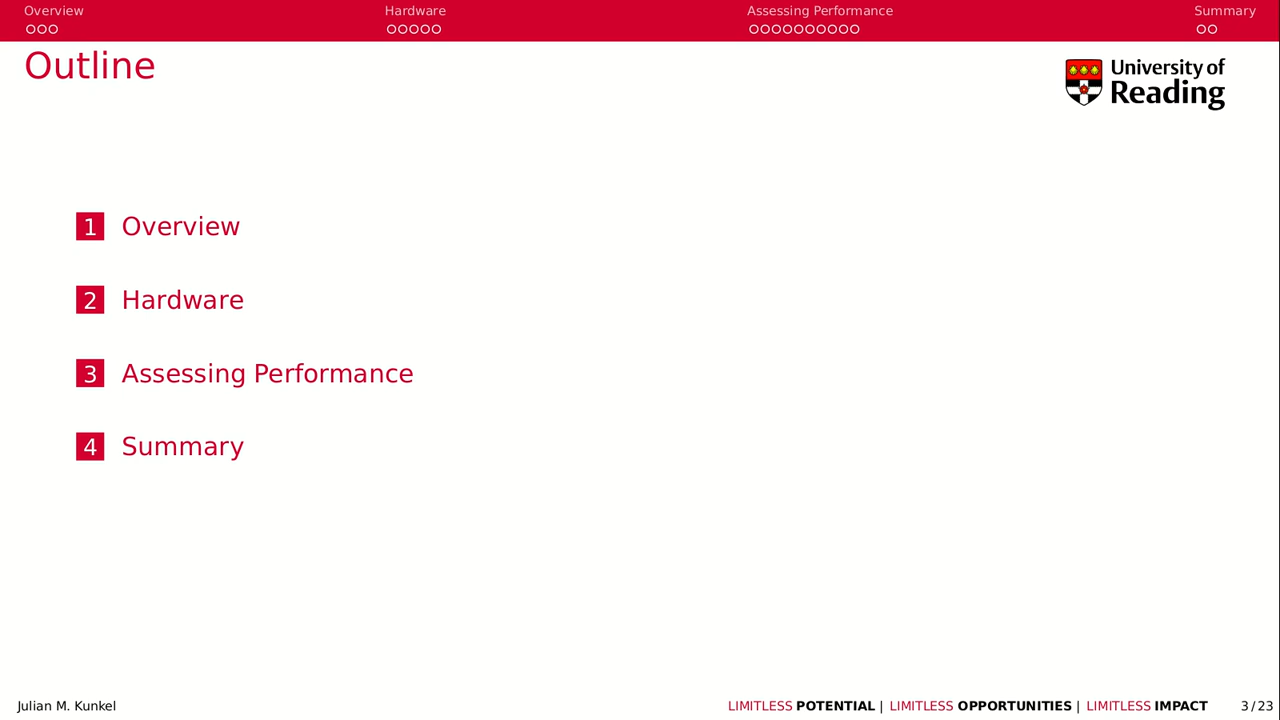 Overview Hardware Assessing Performance Summary
Outline
University of
Reading
1 Overview
2 Hardware
3 Assessing Performance
4 Summary
Julian M. Kunkel LIMITLESS POTENTIAL | LIMITLESS OPPORTUNITIES | LIMITLESS IMPACT 3/23